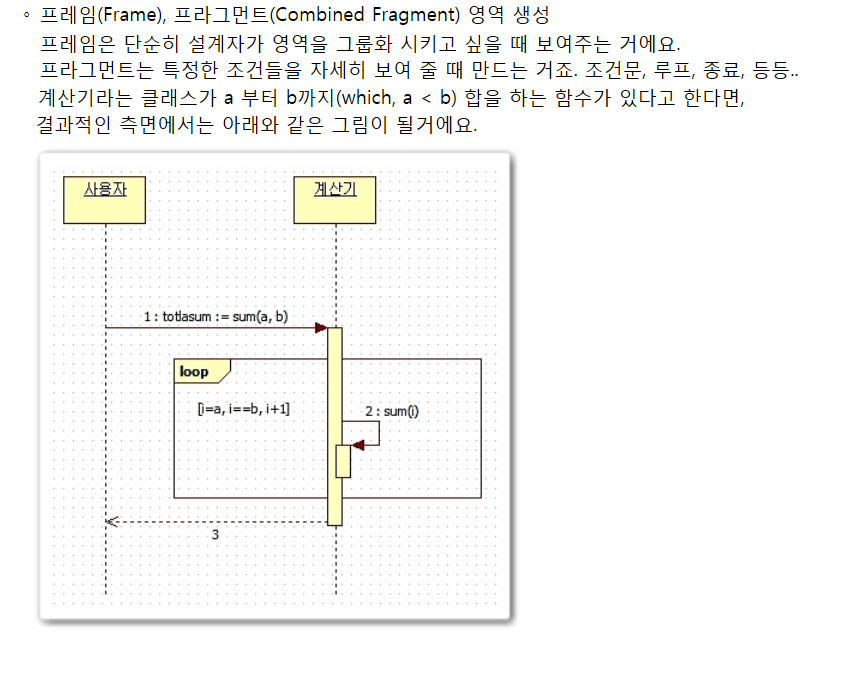 ◦ 프레임(Frame), 프라그먼트(Combined Fragment) 영역 생성
프레임은 단순히 설계자가 영역을 그룹화 시키고 싶을 때 보여주는 거에요.
프라그먼트는 특정한 조건들을 자세히 보여 줄 때 만드는 거죠. 조건문, 루프, 종료, 등등..
계산기라는 클래스가 a 부터 b까지(which, a < b) 합을 하는 함수가 있다고 한다면,
결과적인 측면에서는 아래와 같은 그림이 될거에요.
사용자
계산기
1 : totlasum := sum(a, b)
loop
[i=a, i==b, i+1]
2 : sum(i)
3